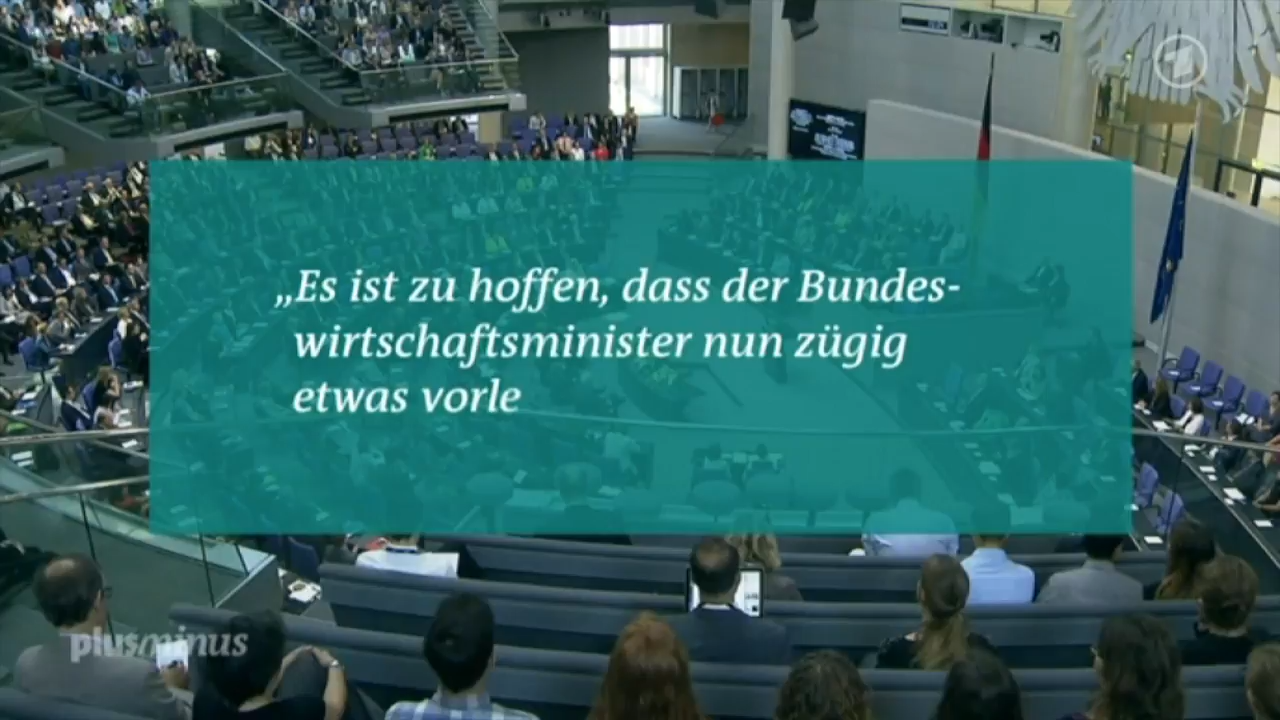 „Es ist zu hoffen, dass der Bundes-
wirtschaftsminister nun zügig
etwas vorle
plusminus